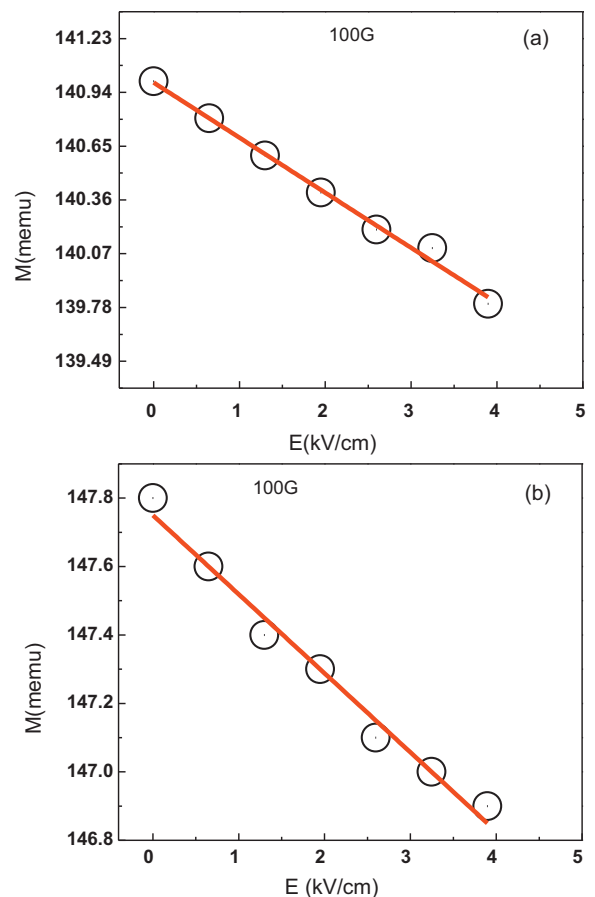 100G
(a)
141.23
140.94
140.65
140.36
140.07
139.78
139.49
M(memu)
0 1 2 3 4 5
E(kV/cm)
100G
(b)
147.8
147.6
147.4
147.2
147.0
146.8
M(memu)
0 1 2 3 4 5
E (kV/cm)